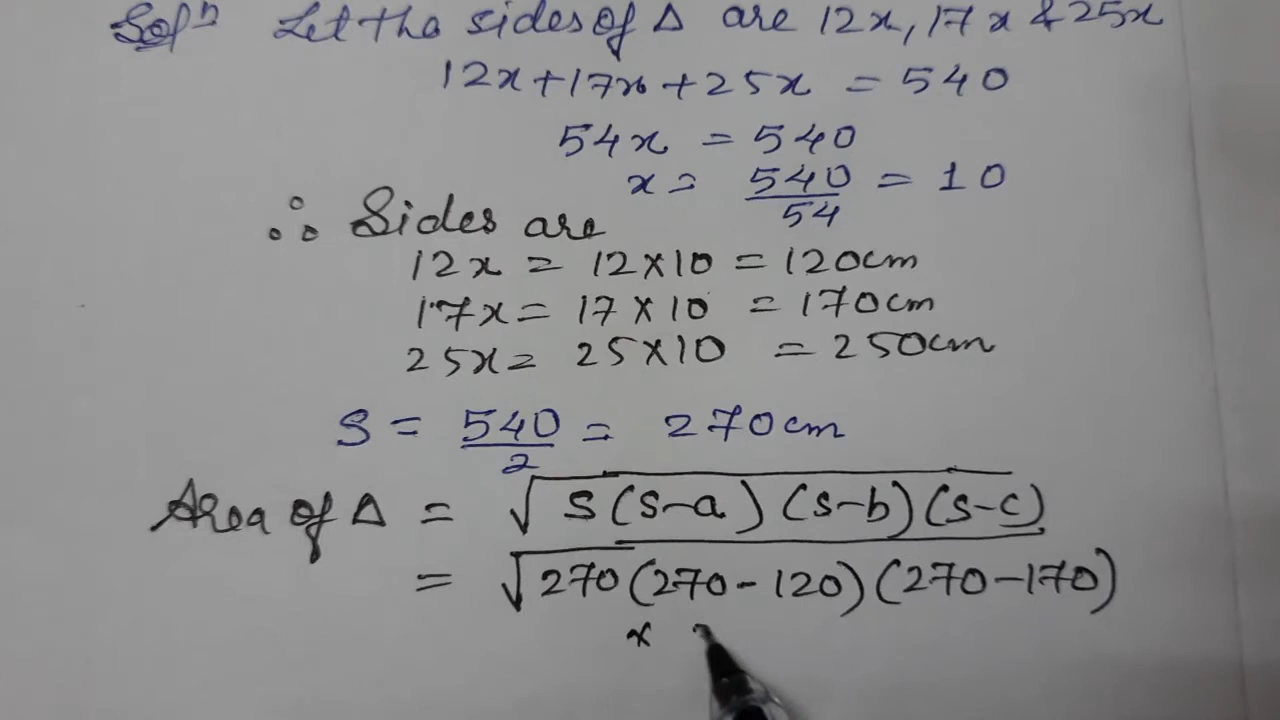 Solⁿ Let the sides of Δ are 12x, 17x & 25x
12x + 17x + 25x = 540
54x = 540
x = 540/54 = 10
∴ Sides are
12x = 12×10 = 120cm
17x = 17×10 = 170cm
25x = 25×10 = 250cm
S = 540/2 = 270cm
Area of Δ = √S(S-a)(S-b)(S-c)
= √270(270-120)(270-170)
x